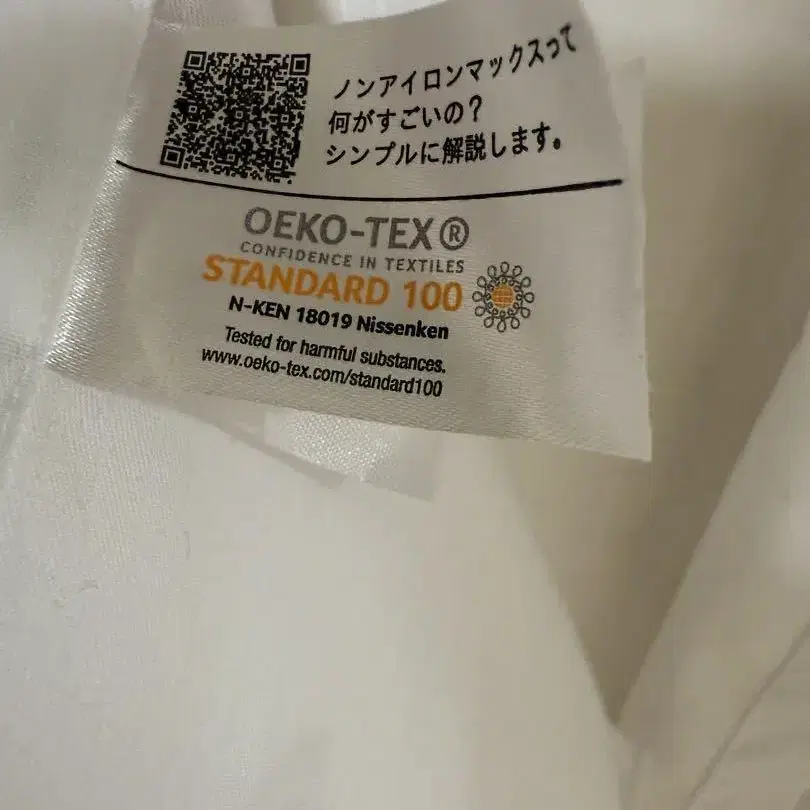 ノンアイロンマックスって
何がすごいの？
シンプルに解説します。
OEKO-TEX®
CONFIDENCE IN TEXTILES
STANDARD 100
N-KEN 18019 Nissenken
Tested for harmful substances.
www.oeko-tex.com/standard100